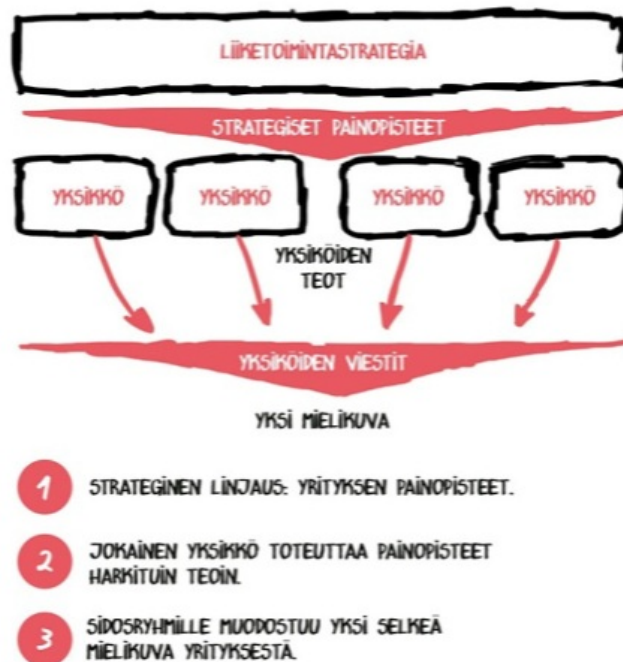 LIIKETOIMINTASTRATEGIA
STRATEGISET PAINOPISTEET
YKSIKKÖ YKSIKKÖ YKSIKKÖ YKSIKKÖ
YKSIKÖIDEN
TEOT
YKSIKÖIDEN VIESTIT
YKSI MIELIKUVA
1 STRATEGINEN LINJAUS: YRITYKSEN PAINOPISTEET.
2 JOKAINEN YKSIKKÖ TOTEUTTAA PAINOPISTEET
HARKITUIN TEOIN.
3 SIDOSRYHMILLE MUODOSTUU YKSI SELKEÄ
MIELIKUVA YRITYKSESTÄ.